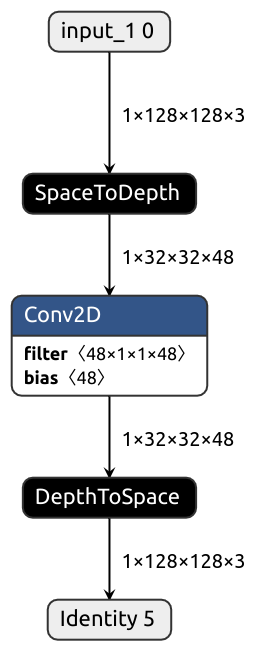 input_1 0
1×128×128×3
SpaceToDepth
1×32×32×48
Conv2D
filter〈48×1×1×48〉
bias〈48〉
1×32×32×48
DepthToSpace
1×128×128×3
Identity 5